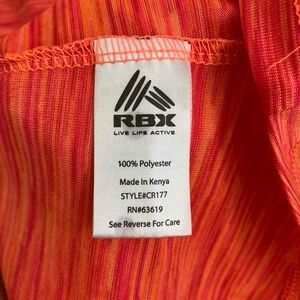 RBX
LIVE LIFE ACTIVE
100% Polyester
Made In Kenya
STYLE#CR177
RN#63619
See Reverse For Care